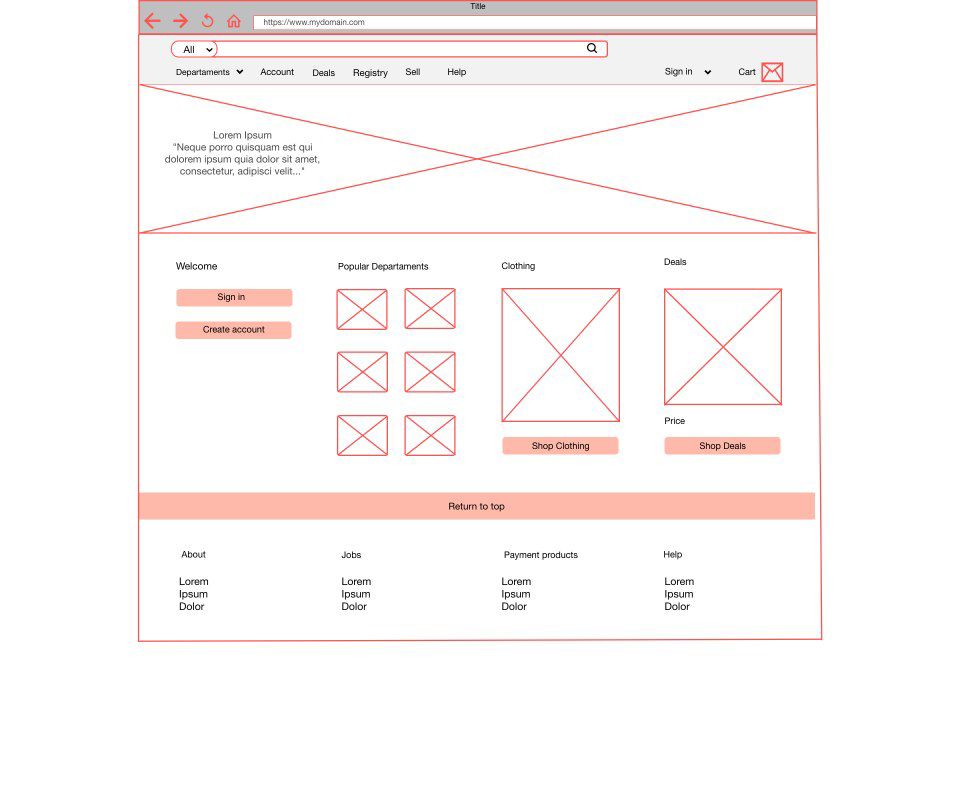 Title
https://www.mydomain.com
All
Departaments Account Deals Registry Sell Help Sign in Cart
Lorem Ipsum
"Neque porro quisquam est qui
dolorem ipsum quia dolor sit amet,
consectetur, adipisci velit..."
Welcome
Sign in
Create account
Popular Departaments
Clothing
Shop Clothing
Deals
Price
Shop Deals
Return to top
About
Lorem
Ipsum
Dolor
Jobs
Lorem
Ipsum
Dolor
Payment products
Lorem
Ipsum
Dolor
Help
Lorem
Ipsum
Dolor